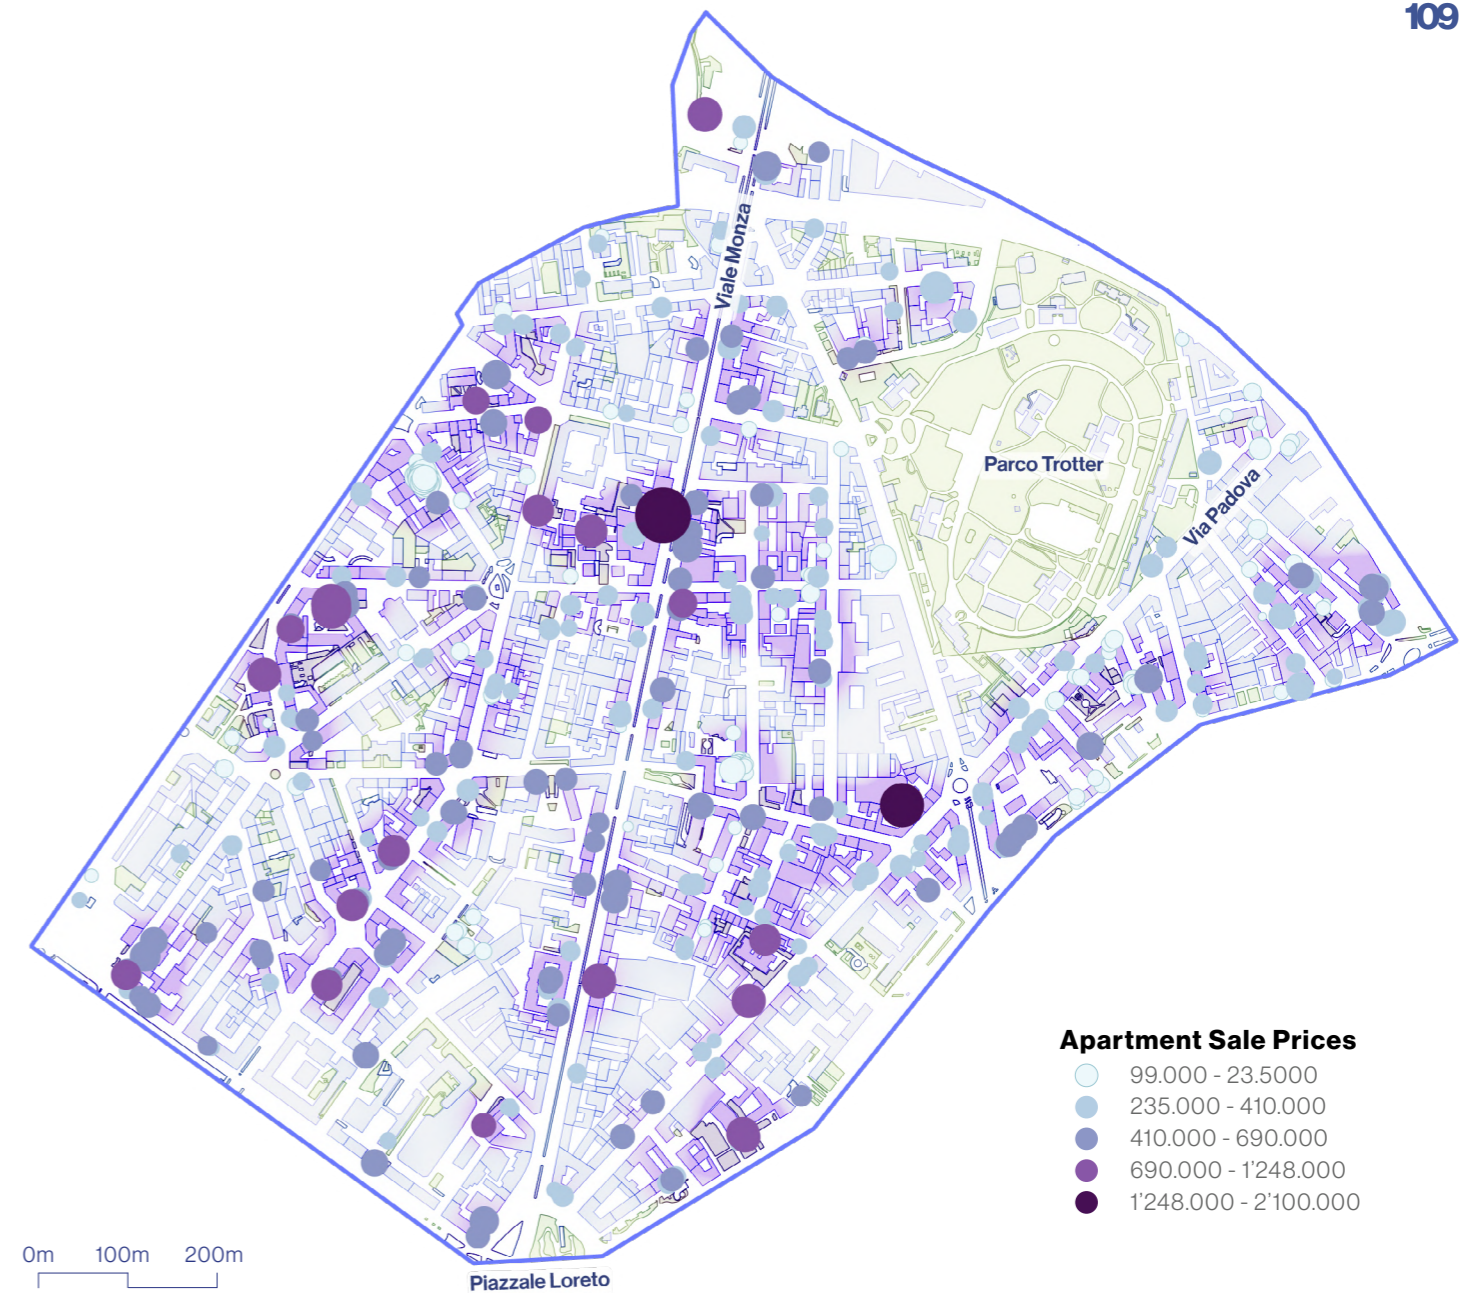 109
Viale Monza
Parco Trotter
Via Padova
Apartment Sale Prices
99.000 - 23.5000
235.000 - 410.000
410.000 - 690.000
690.000 - 1'248.000
1'248.000 - 2'100.000
0m 100m 200m
Piazzale Loreto